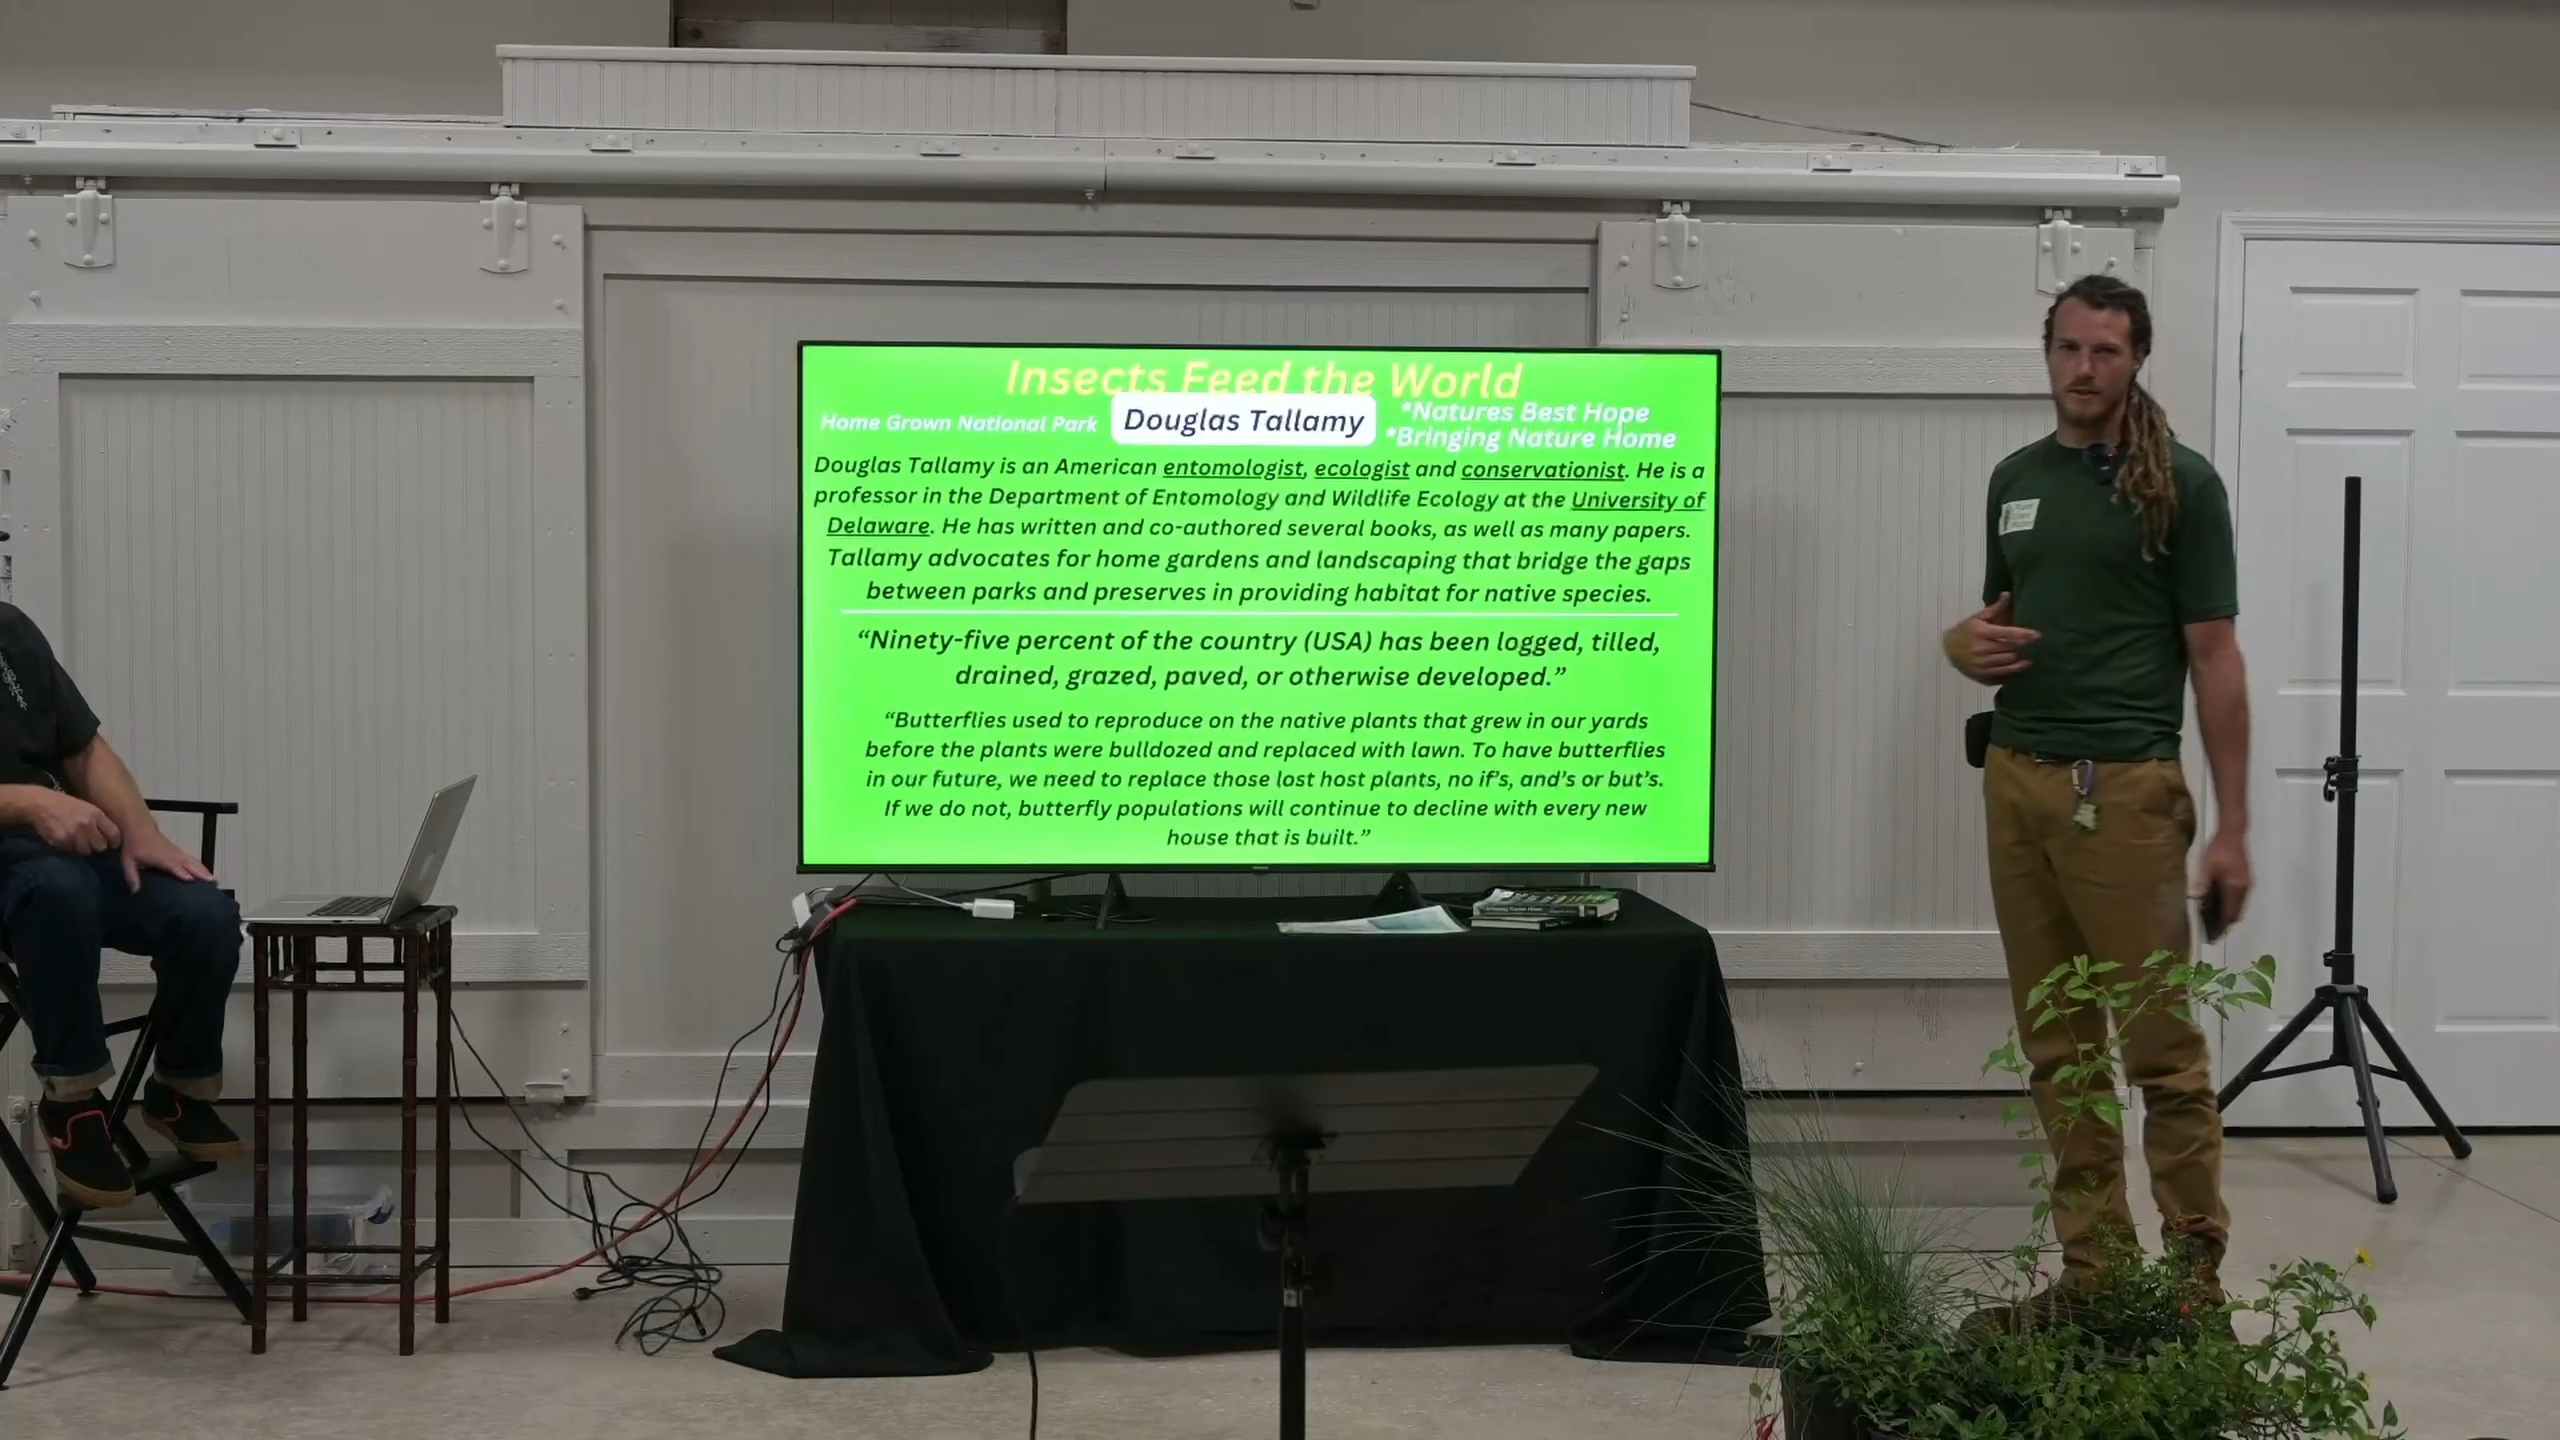 Insects Feed the World
Home Grown National Park
Douglas Tallamy
*Natures Best Hope
*Bringing Nature Home
Douglas Tallamy is an American entomologist, ecologist and conservationist. He is a
professor in the Department of Entomology and Wildlife Ecology at the University of
Delaware. He has written and co-authored several books, as well as many papers.
Tallamy advocates for home gardens and landscaping that bridge the gaps
between parks and preserves in providing habitat for native species.
“Ninety-five percent of the country (USA) has been logged, tilled,
drained, grazed, paved, or otherwise developed.”
“Butterflies used to reproduce on the native plants that grew in our yards
before the plants were bulldozed and replaced with lawn. To have butterflies
in our future, we need to replace those lost host plants, no if’s, and’s or but’s.
If we do not, butterfly populations will continue to decline with every new
house that is built.”